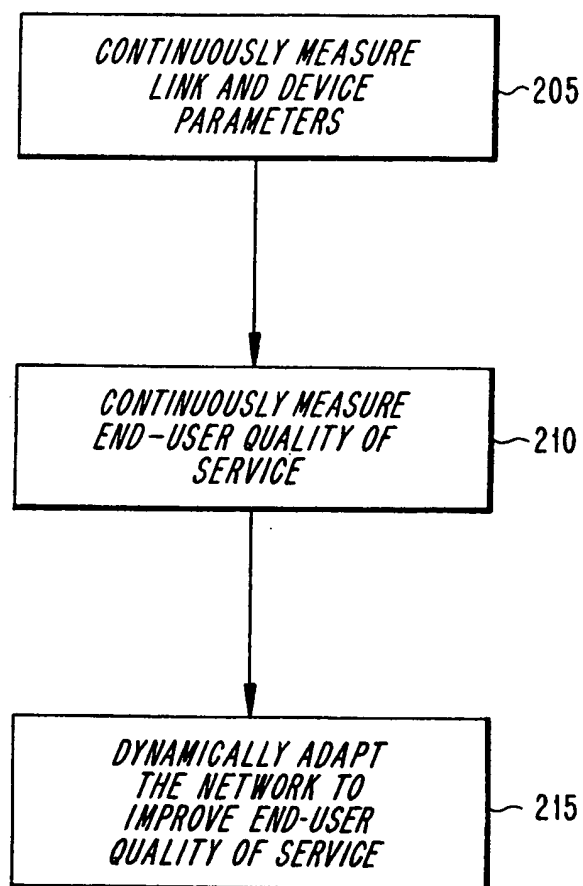 CONTINUOUSLY MEASURE
LINK AND DEVICE
PARAMETERS
205
CONTINUOUSLY MEASURE
END-USER QUALITY OF
SERVICE
210
DYNAMICALLY ADAPT
THE NETWORK TO
IMPROVE END-USER
QUALITY OF SERVICE
215